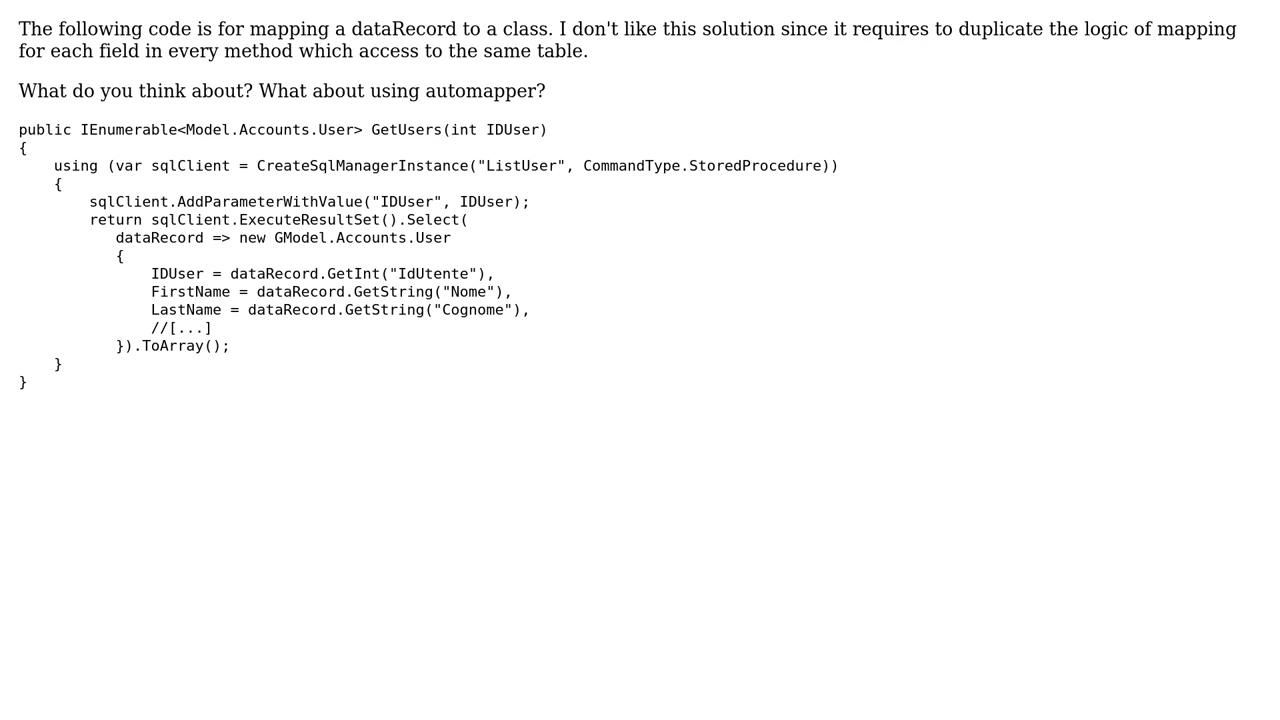 The following code is for mapping a dataRecord to a class. I don't like this solution since it requires to duplicate the logic of mapping
for each field in every method which access to the same table.
What do you think about? What about using automapper?
public IEnumerable<Model.Accounts.User> GetUsers(int IDUser)
{
    using (var sqlClient = CreateSqlManagerInstance("ListUser", CommandType.StoredProcedure))
    {
        sqlClient.AddParameterWithValue("IDUser", IDUser);
        return sqlClient.ExecuteResultSet().Select(
           dataRecord => new GModel.Accounts.User
           {
               IDUser = dataRecord.GetInt("IdUtente"),
               FirstName = dataRecord.GetString("Nome"),
               LastName = dataRecord.GetString("Cognome"),
               //[...]
           }).ToArray();
    }
}